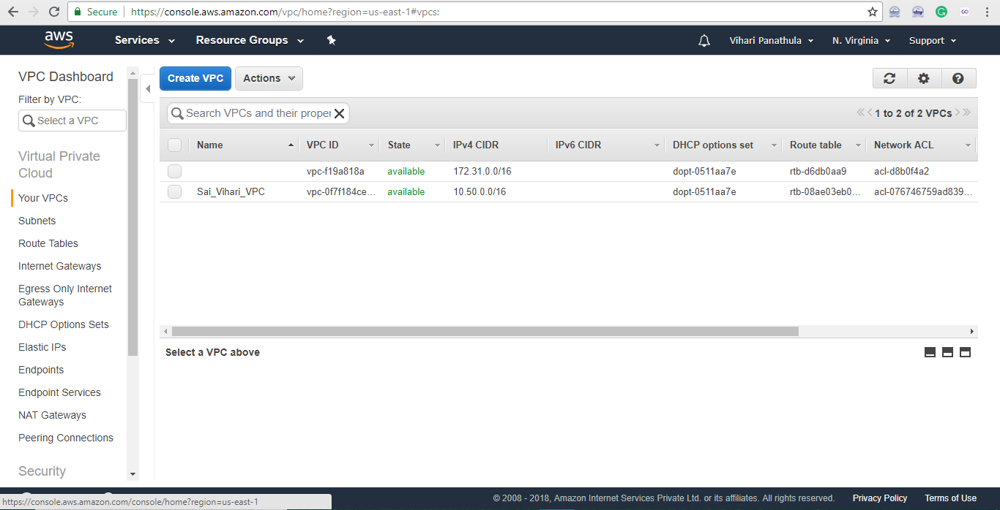 Secure https://console.aws.amazon.com/vpc/home?region=us-east-1#vpcs:
aws Services Resource Groups Vihari Panathula N. Virginia Support
VPC Dashboard
Filter by VPC:
Select a VPC
Virtual Private
Cloud
Your VPCs
Subnets
Route Tables
Internet Gateways
Egress Only Internet
Gateways
DHCP Options Sets
Elastic IPs
Endpoints
Endpoint Services
NAT Gateways
Peering Connections
Security
Create VPC Actions
Search VPCs and their proper 1 to 2 of 2 VPCs
Name VPC ID State IPv4 CIDR IPv6 CIDR DHCP options set Route table Network ACL
vpc-f19a818a available 172.31.0.0/16 dopt-0511aa7e rtb-d6db0aa9 acl-d8b0f4a2
Sai_Vihari_VPC vpc-0f7f184ce... available 10.50.0.0/16 dopt-0511aa7e rtb-08ae03eb0... acl-076746759ad839...
Select a VPC above
https://console.aws.amazon.com/console/home?region=us-east-1
© 2008 - 2018, Amazon Internet Services Private Ltd. or its affiliates. All rights reserved. Privacy Policy Terms of Use